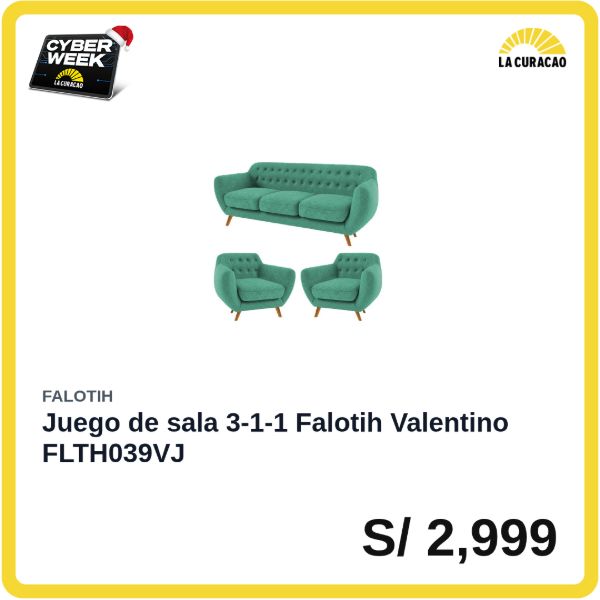 CYBER
WEEK
LA CURACAO
LA CURACAO
FALOTIH
Juego de sala 3-1-1 Falotih Valentino
FLTH039VJ
S/ 2,999